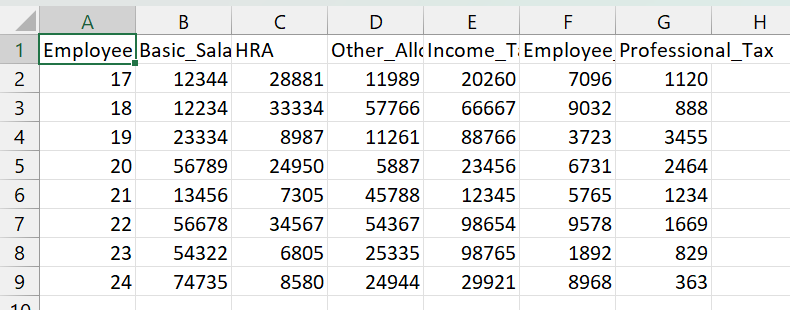 A B C D E F G H
1 Employee Basic_Sala HRA Other_Allo Income_Ta Employee_ Professional_Tax
2 17 12344 28881 11989 20260 7096 1120
3 18 12234 33334 57766 66667 9032 888
4 19 23334 8987 11261 88766 3723 3455
5 20 56789 24950 5887 23456 6731 2464
6 21 13456 7305 45788 12345 5765 1234
7 22 56678 34567 54367 98654 9578 1669
8 23 54322 6805 25335 98765 1892 829
9 24 74735 8580 24944 29921 8968 363
10